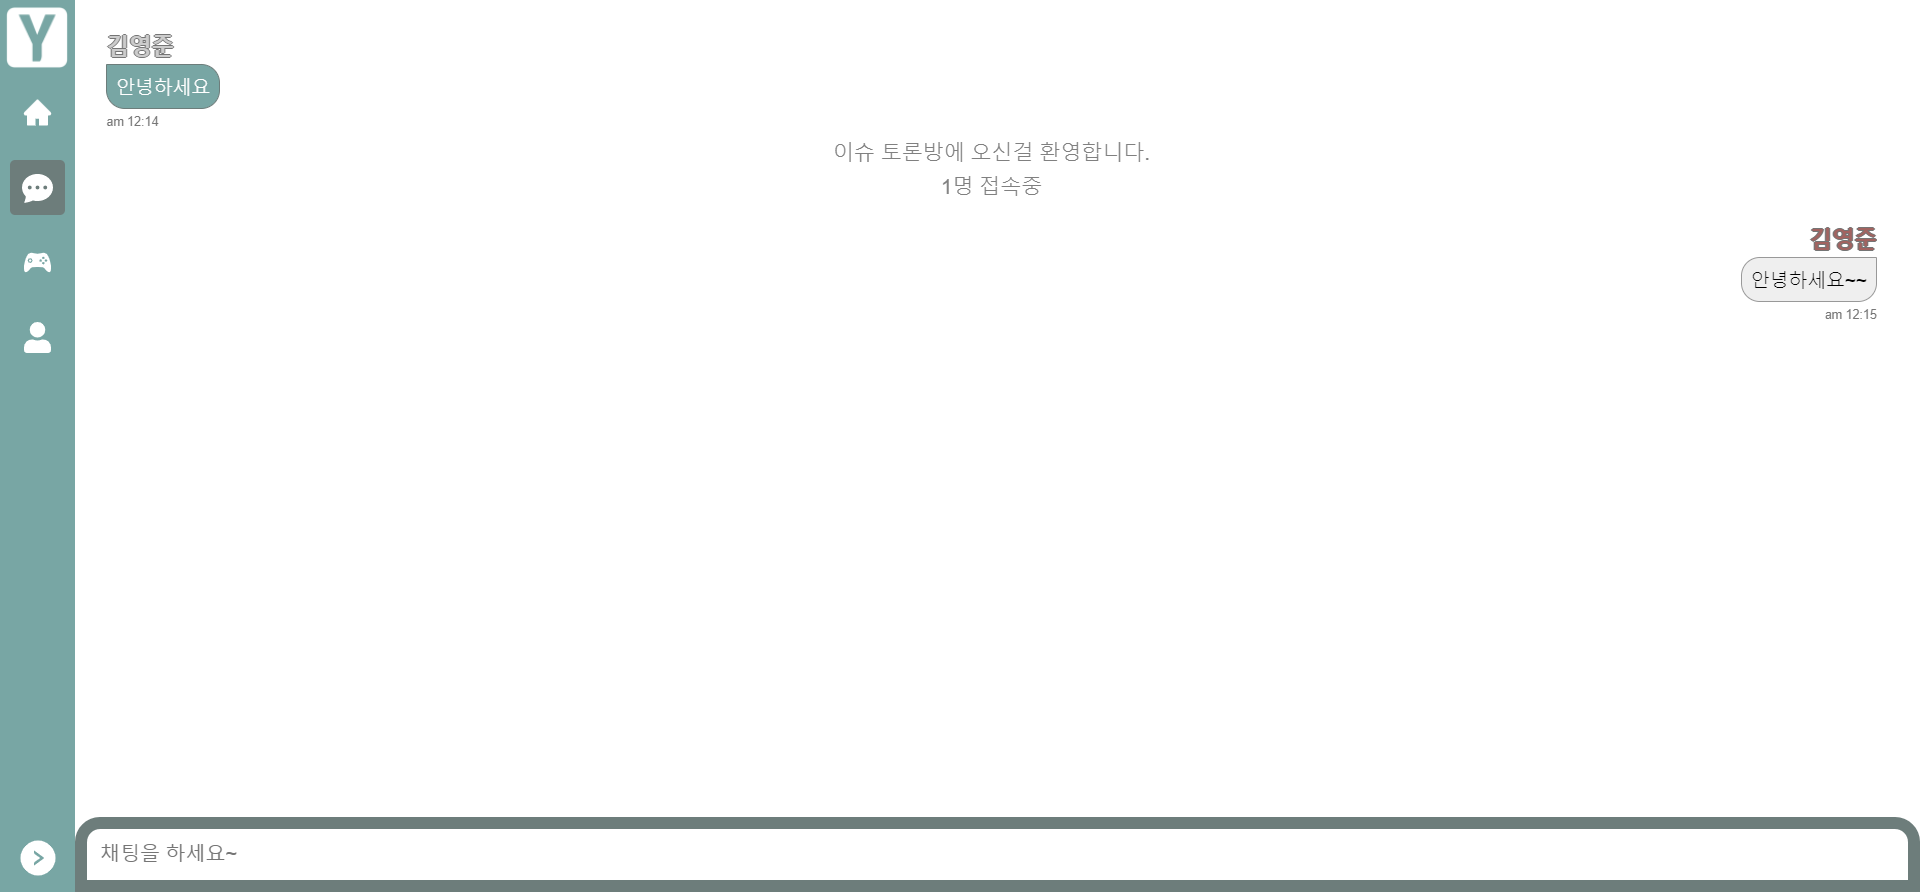 Y
김영준
안녕하세요
am 12:14
이슈 토론방에 오신걸 환영합니다.
1명 접속중
김영준
안녕하세요~~
am 12:15
채팅을 하세요~